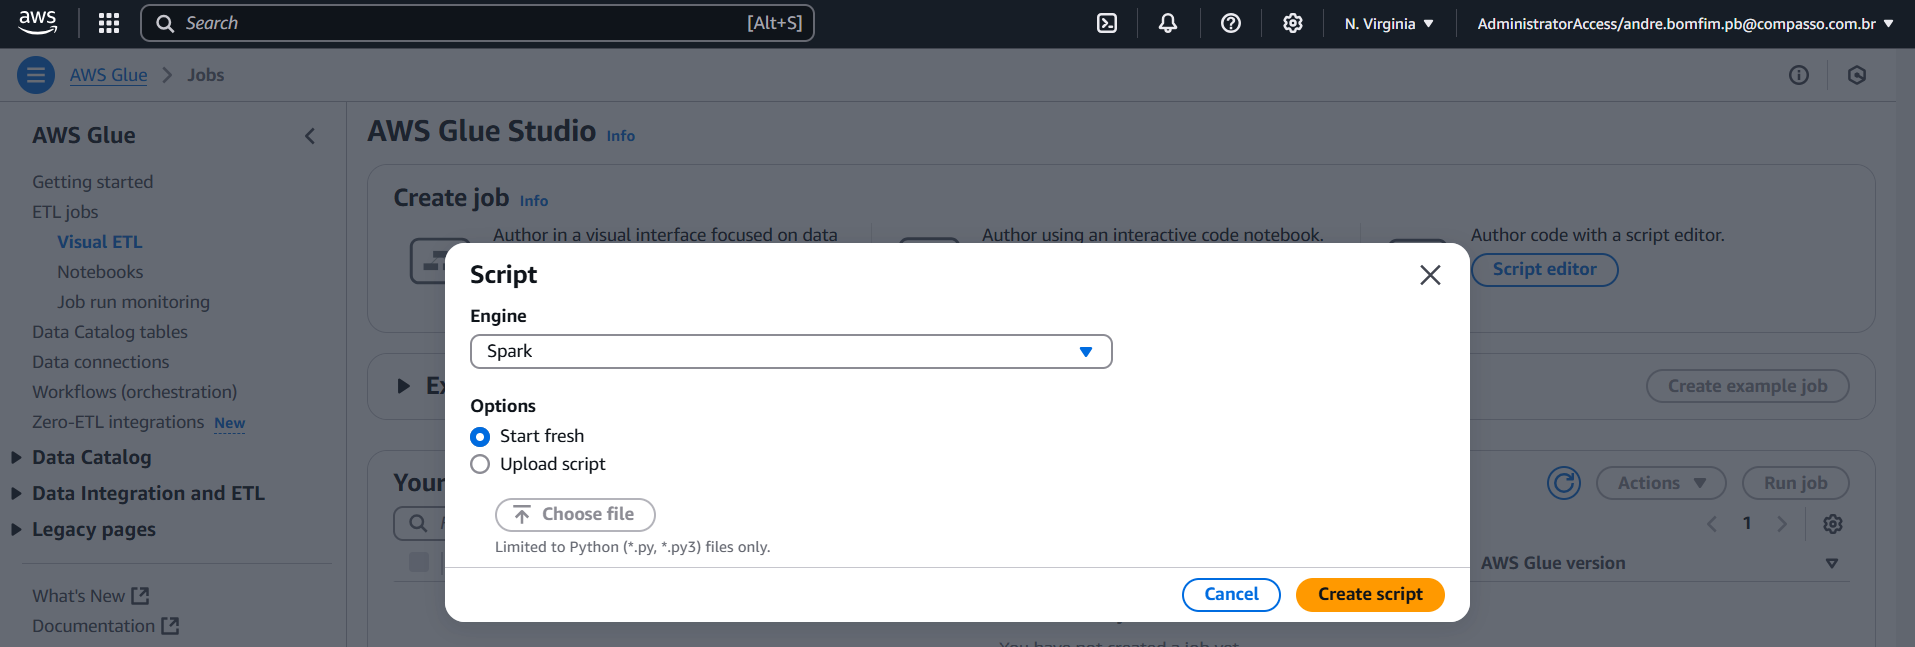 aws
Search [Alt+S]
N. Virginia
AdministratorAccess/andre.bomfim.pb@compasso.com.br
AWS Glue
Jobs
AWS Glue
Getting started
ETL jobs
Visual ETL
Notebooks
Job run monitoring
Data Catalog tables
Data connections
Workflows (orchestration)
Zero-ETL integrations New
Data Catalog
Data Integration and ETL
Legacy pages
What's New
Documentation
AWS Glue Studio Info
Create job Info
Author in a visual interface focused on data
Author using an interactive code notebook.
Author code with a script editor.
Script editor
Create example job
Your
Actions
Run job
1
AWS Glue version
Script
Engine
Spark
Options
Start fresh
Upload script
Choose file
Limited to Python (*.py, *.py3) files only.
Cancel
Create script